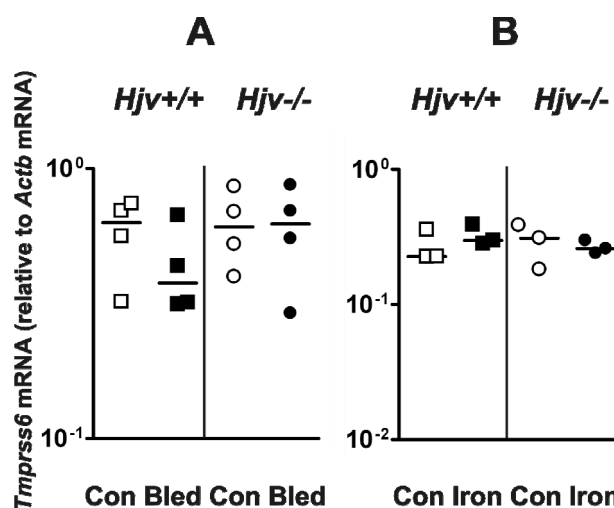 A
B
Hjv+/+ Hjv-/-
Hjv+/+ Hjv-/-
Tmprss6 mRNA (relative to Actb mRNA)
10⁰
10⁻¹
10⁰
10⁻¹
10⁻²
Con Bled Con Bled
Con Iron Con Iron